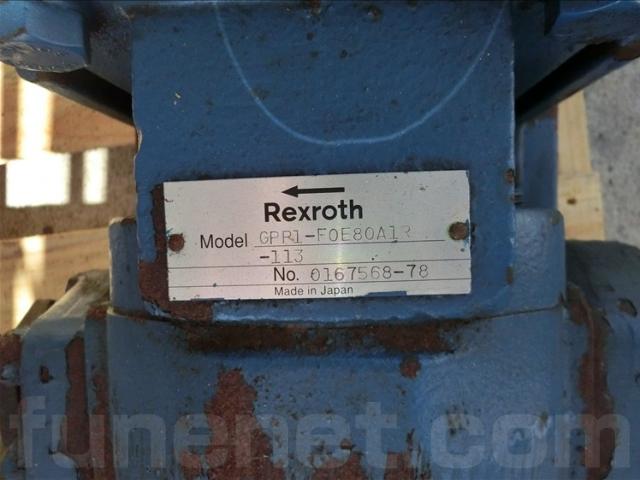 Rexroth
Model GPR1-F0E80A1R
-113
No. 0167568-78
Made in Japan
funenet.com